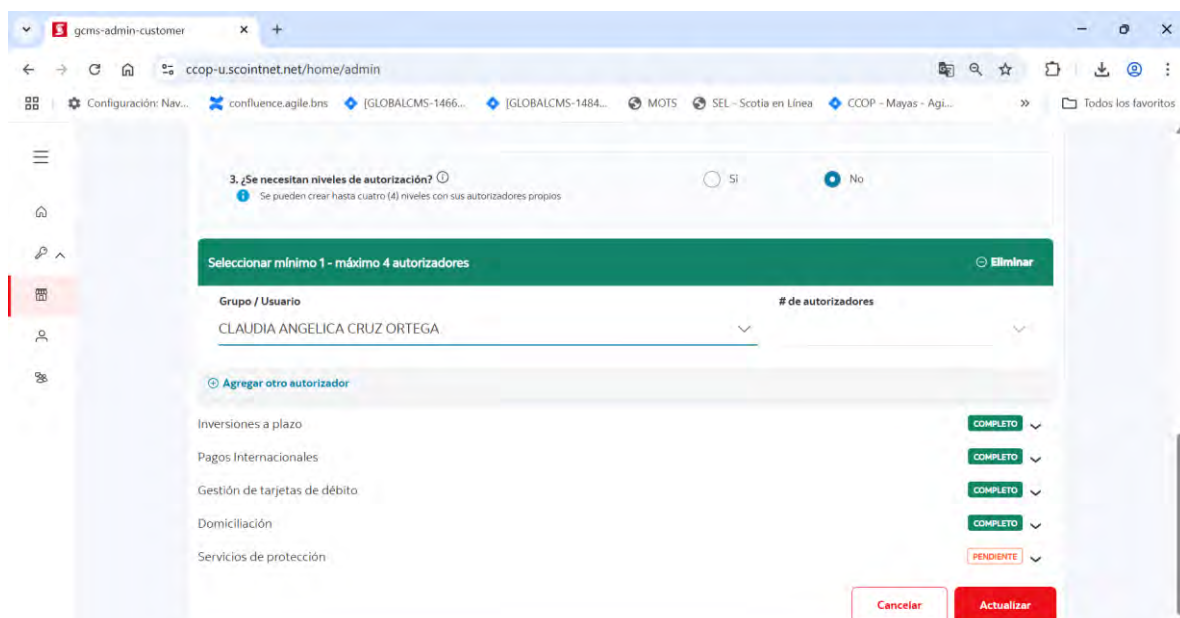 gcms-admin-customer
ccop-u.scointnet.net/home/admin
Configuración: Nav... confluence.agile.bns [GLOBALCMS-1466... [GLOBALCMS-1484... MOTS SEL - Scotia en Línea CCOP - Mayas - Agi... » Todos los favoritos
3. ¿Se necesitan niveles de autorización? Si No
Se pueden crear hasta cuatro (4) niveles con sus autorizadores propios
Seleccionar mínimo 1 - máximo 4 autorizadores Eliminar
Grupo / Usuario # de autorizadores
CLAUDIA ANGELICA CRUZ ORTEGA
Agregar otro autorizador
Inversiones a plazo COMPLETO
Pagos Internacionales COMPLETO
Gestión de tarjetas de débito COMPLETO
Domiciliación COMPLETO
Servicios de protección PENDIENTE
Cancelar Actualizar